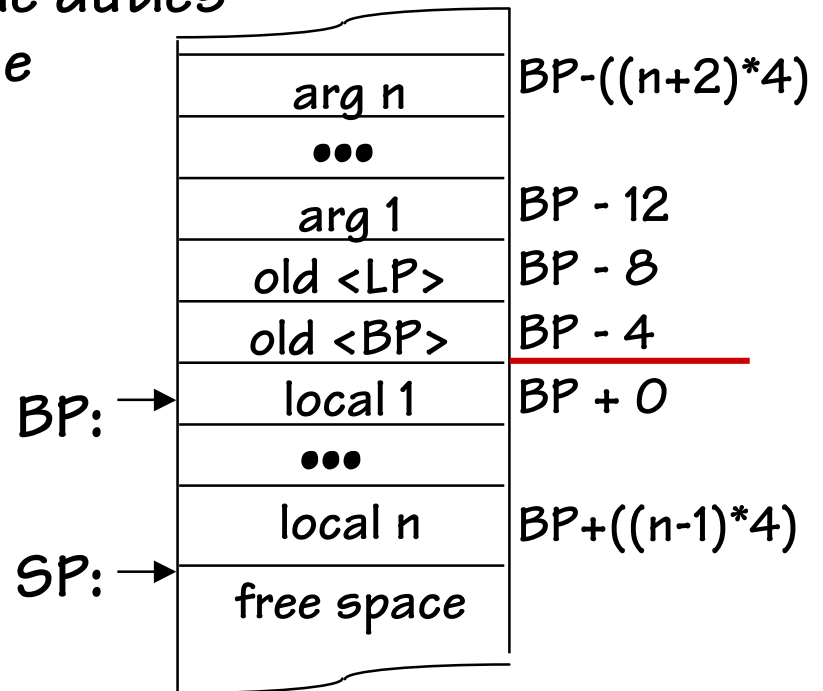 e
arg n BP-((n+2)*4)
•••
arg 1 BP - 12
old <LP> BP - 8
old <BP> BP - 4
BP: local 1 BP + 0
•••
local n BP+((n-1)*4)
SP:
free space